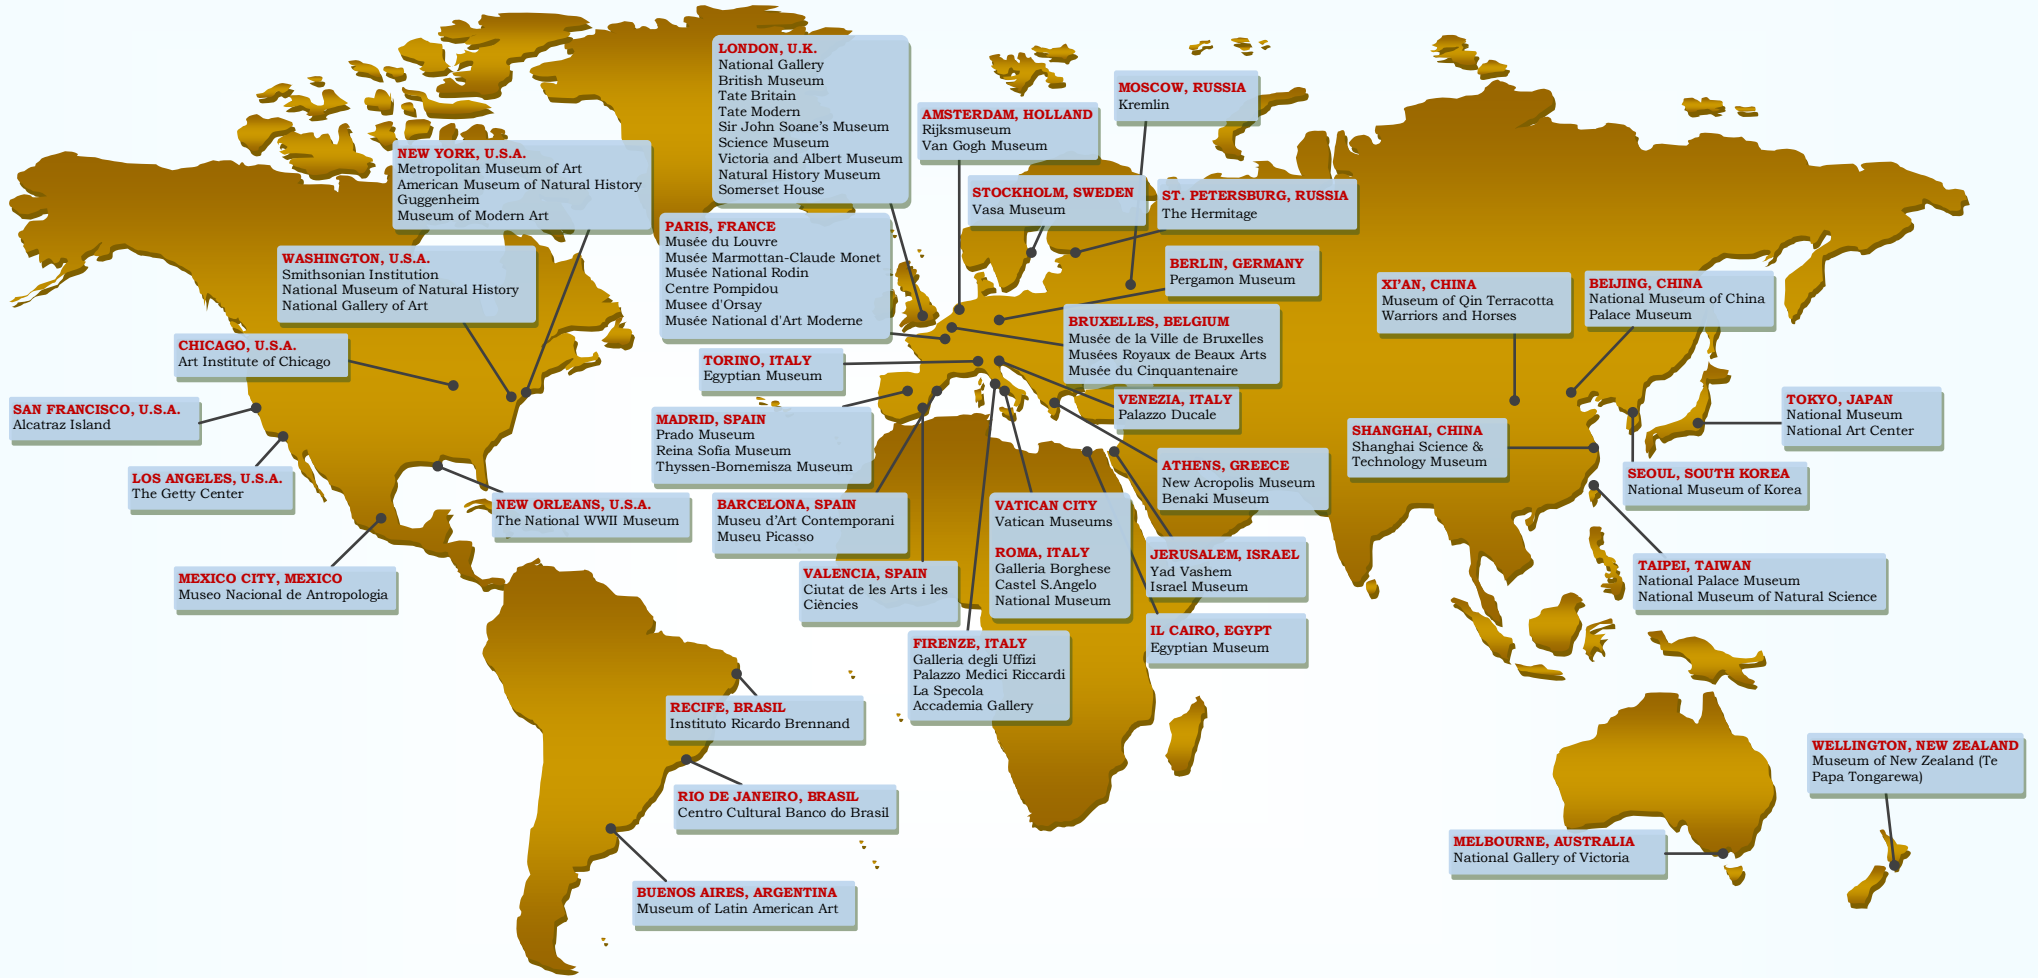 LONDON, U.K.
National Gallery
British Museum
Tate Britain
Tate Modern
Sir John Soane’s Museum
Science Museum
Victoria and Albert Museum
Natural History Museum
Somerset House
MOSCOW, RUSSIA
Kremlin
AMSTERDAM, HOLLAND
Rijksmuseum
Van Gogh Museum
NEW YORK, U.S.A.
Metropolitan Museum of Art
American Museum of Natural History
Guggenheim
Museum of Modern Art
STOCKHOLM, SWEDEN
Vasa Museum
ST. PETERSBURG, RUSSIA
The Hermitage
PARIS, FRANCE
Musée du Louvre
Musée Marmottan-Claude Monet
Musée National Rodin
Centre Pompidou
Musee d'Orsay
Musée National d'Art Moderne
WASHINGTON, U.S.A.
Smithsonian Institution
National Museum of Natural History
National Gallery of Art
BERLIN, GERMANY
Pergamon Museum
XI’AN, CHINA
Museum of Qin Terracotta
Warriors and Horses
BEIJING, CHINA
National Museum of China
Palace Museum
BRUXELLES, BELGIUM
Musée de la Ville de Bruxelles
Musées Royaux de Beaux Arts
Musée du Cinquantenaire
CHICAGO, U.S.A.
Art Institute of Chicago
TORINO, ITALY
Egyptian Museum
VENEZIA, ITALY
Palazzo Ducale
TOKYO, JAPAN
National Museum
National Art Center
SAN FRANCISCO, U.S.A.
Alcatraz Island
MADRID, SPAIN
Prado Museum
Reina Sofia Museum
Thyssen-Bornemisza Museum
SHANGHAI, CHINA
Shanghai Science &
Technology Museum
ATHENS, GREECE
New Acropolis Museum
Benaki Museum
SEOUL, SOUTH KOREA
National Museum of Korea
LOS ANGELES, U.S.A.
The Getty Center
NEW ORLEANS, U.S.A.
The National WWII Museum
BARCELONA, SPAIN
Museu d’Art Contemporani
Museu Picasso
VATICAN CITY
Vatican Museums
ROMA, ITALY
Galleria Borghese
Castel S.Angelo
National Museum
JERUSALEM, ISRAEL
Yad Vashem
Israel Museum
TAIPEI, TAIWAN
National Palace Museum
National Museum of Natural Science
MEXICO CITY, MEXICO
Museo Nacional de Antropologia
VALENCIA, SPAIN
Ciutat de les Arts i les
Ciències
IL CAIRO, EGYPT
Egyptian Museum
FIRENZE, ITALY
Galleria degli Uffizi
Palazzo Medici Riccardi
La Specola
Accademia Gallery
RECIFE, BRASIL
Instituto Ricardo Brennand
WELLINGTON, NEW ZEALAND
Museum of New Zealand (Te
Papa Tongarewa)
RIO DE JANEIRO, BRASIL
Centro Cultural Banco do Brasil
MELBOURNE, AUSTRALIA
National Gallery of Victoria
BUENOS AIRES, ARGENTINA
Museum of Latin American Art